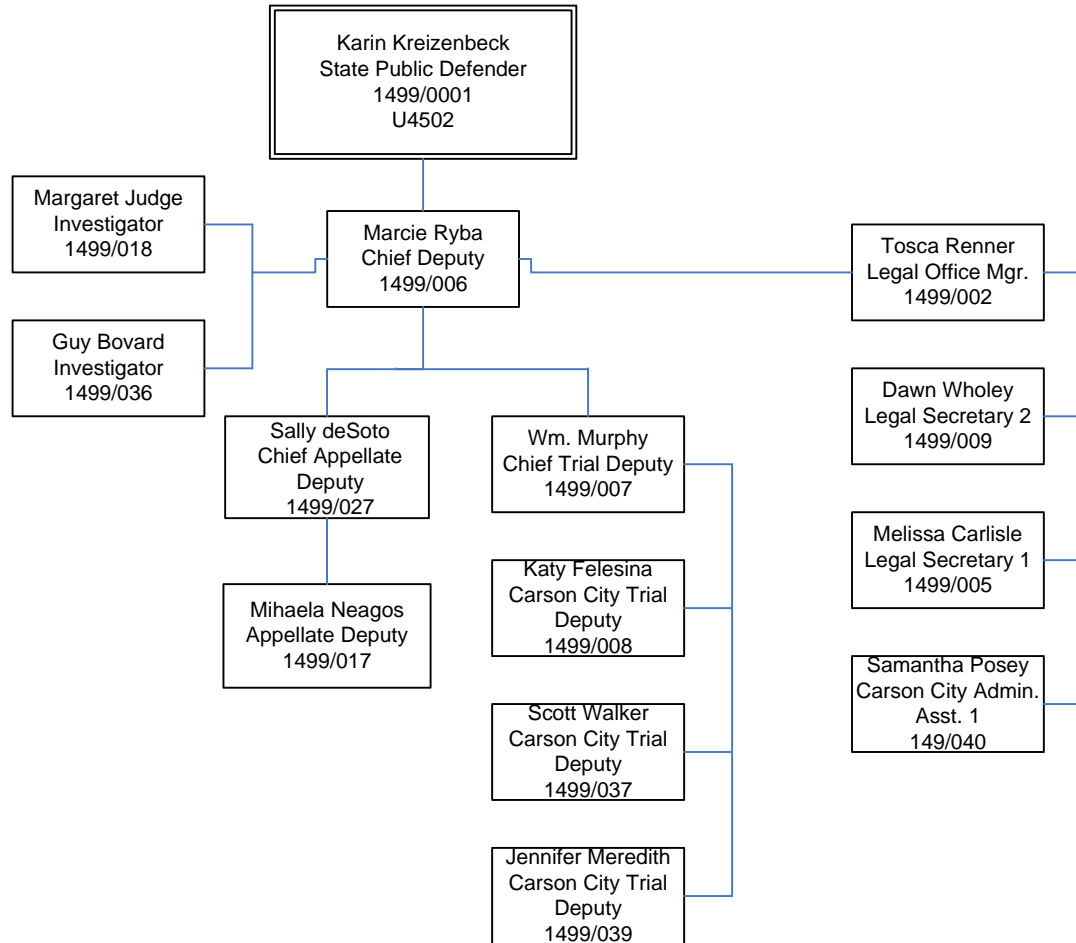 Karin Kreizenbeck
State Public Defender
1499/0001
U4502
Margaret Judge
Investigator
1499/018
Marcie Ryba
Chief Deputy
1499/006
Tosca Renner
Legal Office Mgr.
1499/002
Guy Bovard
Investigator
1499/036
Dawn Wholey
Legal Secretary 2
1499/009
Sally deSoto
Chief Appellate
Deputy
1499/027
Wm. Murphy
Chief Trial Deputy
1499/007
Melissa Carlisle
Legal Secretary 1
1499/005
Mihaela Neagos
Appellate Deputy
1499/017
Katy Felesina
Carson City Trial
Deputy
1499/008
Samantha Posey
Carson City Admin.
Asst. 1
149/040
Scott Walker
Carson City Trial
Deputy
1499/037
Jennifer Meredith
Carson City Trial
Deputy
1499/039